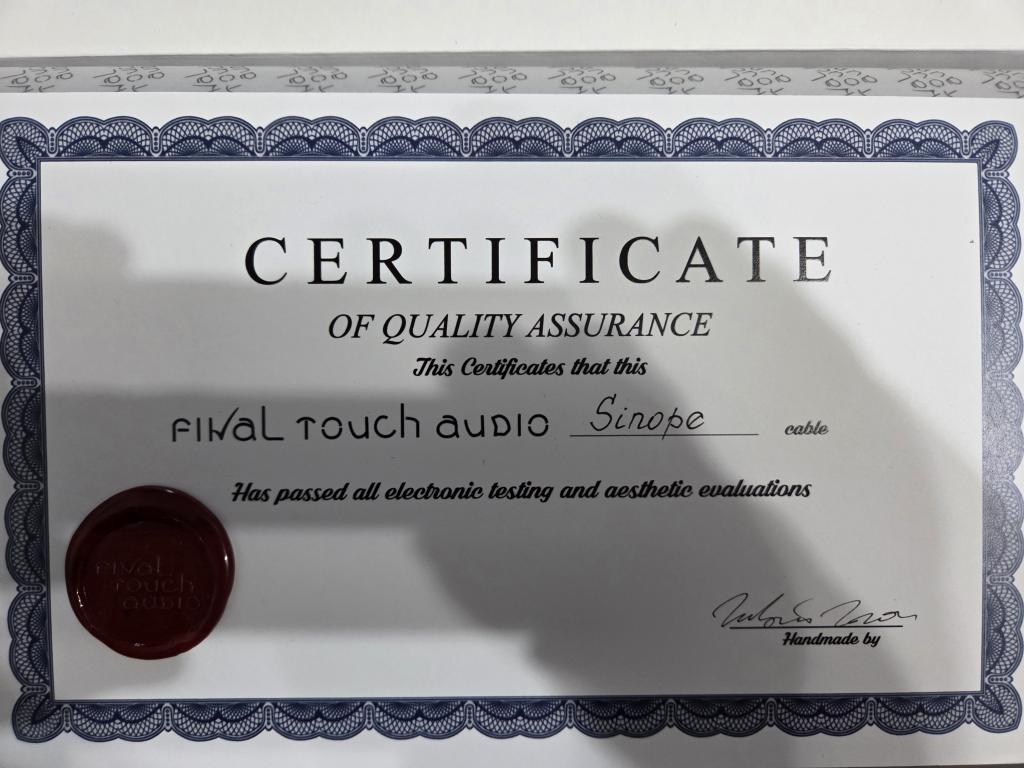 CERTIFICATE
OF QUALITY ASSURANCE
This Certificates that this
FINAL TOUCH AUDIO Sinope cable
Has passed all electronic testing and aesthetic evaluations
FINAL
TOUCH
AUDIO
Handmade by